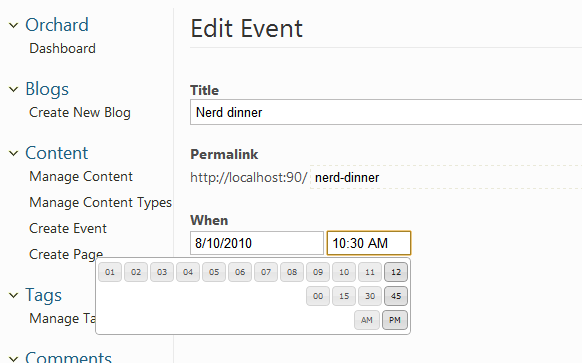 Orchard
Dashboard
Blogs
Create New Blog
Content
Manage Content
Manage Content Types
Create Event
Create Page
Tags
Manage Ta
Comments
Edit Event
Title
Nerd dinner
Permalink
http://localhost:90/ nerd-dinner
When
8/10/2010 10:30 AM
01 02 03 04 05 06 07 08 09 10 11 12
00 15 30 45
AM PM